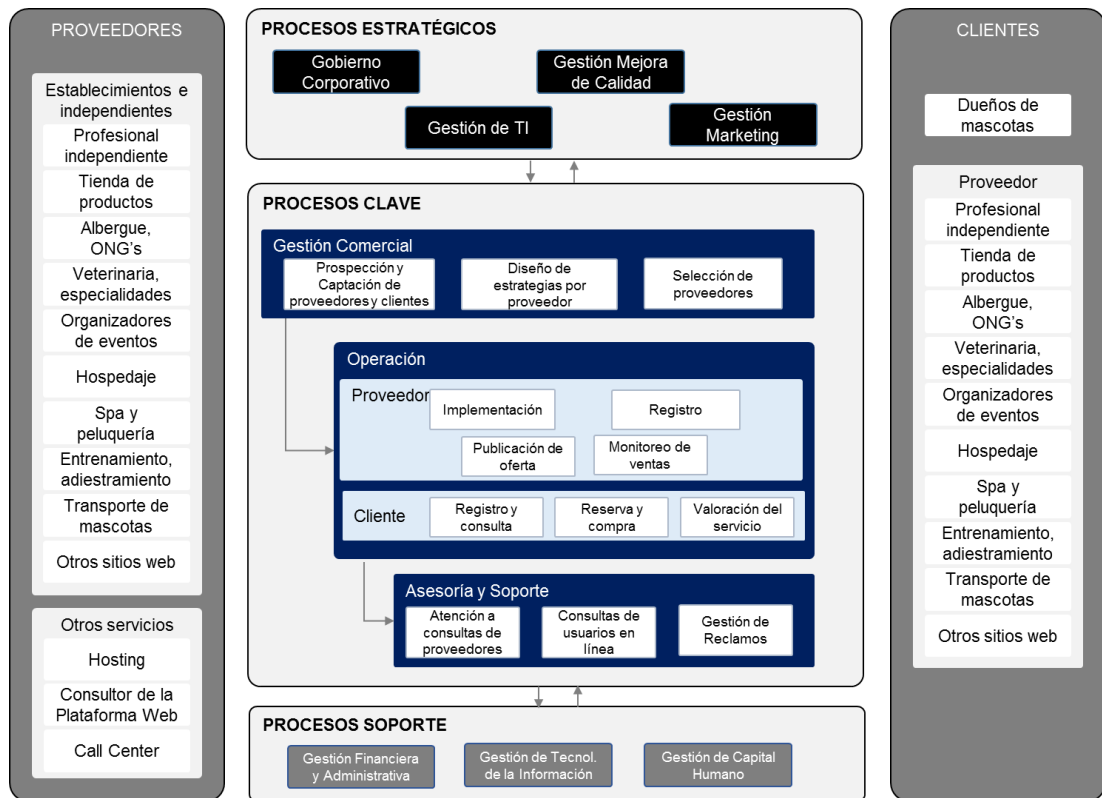 PROVEEDORES
Establecimientos e
independientes
Profesional
independiente
Tienda de
productos
Albergue,
ONG's
Veterinaria,
especialidades
Organizadores
de eventos
Hospedaje
Spa y
peluquería
Entrenamiento,
adiestramiento
Transporte de
mascotas
Otros sitios web
Otros servicios
Hosting
Consultor de la
Plataforma Web
Call Center
PROCESOS ESTRATÉGICOS
Gobierno
Corporativo
Gestión Mejora
de Calidad
Gestión de TI
Gestión
Marketing
PROCESOS CLAVE
Gestión Comercial
Prospección y
Captación de
proveedores y clientes
Diseño de
estrategias por
proveedor
Selección de
proveedores
Operación
Proveedor
Implementación
Registro
Publicación de
oferta
Monitoreo de
ventas
Cliente
Registro y
consulta
Reserva y
compra
Valoración del
servicio
Asesoría y Soporte
Atención a
consultas de
proveedores
Consultas de
usuarios en
línea
Gestión de
Reclamos
PROCESOS SOPORTE
Gestión Financiera
y Administrativa
Gestión de Tecnol.
de la Información
Gestión de Capital
Humano
CLIENTES
Dueños de
mascotas
Proveedor
Profesional
independiente
Tienda de
productos
Albergue,
ONG's
Veterinaria,
especialidades
Organizadores
de eventos
Hospedaje
Spa y
peluquería
Entrenamiento,
adiestramiento
Transporte de
mascotas
Otros sitios web